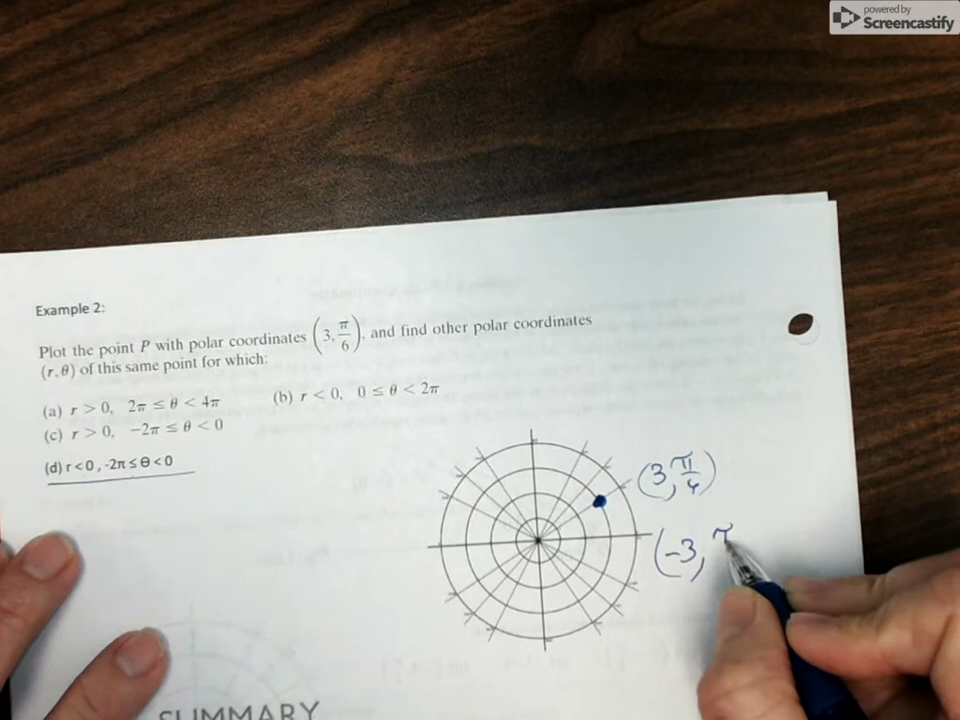 powered by
Screencastify
Example 2:
Plot the point P with polar coordinates (3, π/6), and find other polar coordinates
(r, θ) of this same point for which:
(a) r > 0, 2π ≤ θ < 4π
(b) r < 0, 0 ≤ θ < 2π
(c) r > 0, −2π ≤ θ < 0
(d) r < 0, -2π ≤ θ < 0
(3, π/4)
(-3, π
SUMMARY